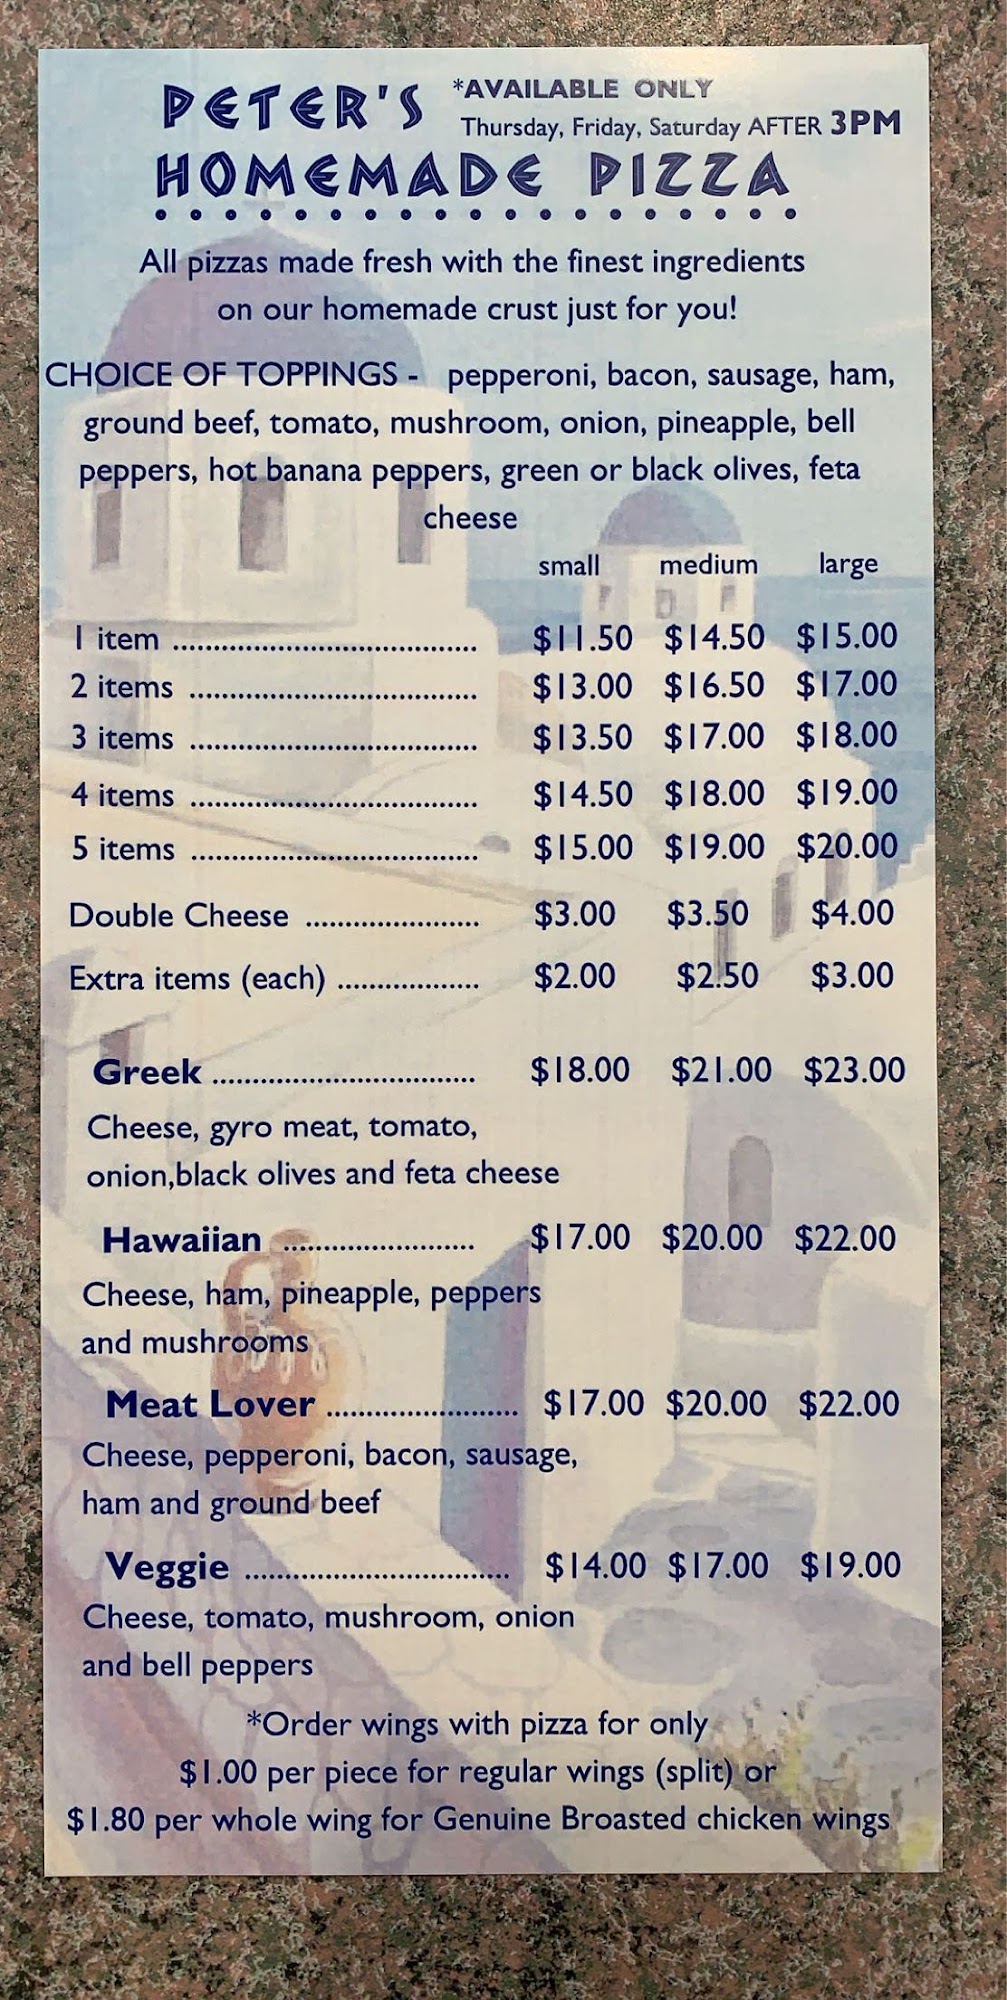 PETER'S *AVAILABLE ONLY
Thursday, Friday, Saturday AFTER 3PM
HOMEMADE PIZZA
All pizzas made fresh with the finest ingredients
on our homemade crust just for you!
CHOICE OF TOPPINGS - pepperoni, bacon, sausage, ham,
ground beef, tomato, mushroom, onion, pineapple, bell
peppers, hot banana peppers, green or black olives, feta
cheese
small medium large
1 item ...................................... $11.50 $14.50 $15.00
2 items .................................... $13.00 $16.50 $17.00
3 items .................................... $13.50 $17.00 $18.00
4 items .................................... $14.50 $18.00 $19.00
5 items .................................... $15.00 $19.00 $20.00
Double Cheese ...................... $3.00 $3.50 $4.00
Extra items (each) .................. $2.00 $2.50 $3.00
Greek ................................. $18.00 $21.00 $23.00
Cheese, gyro meat, tomato,
onion,black olives and feta cheese
Hawaiian ........................ $17.00 $20.00 $22.00
Cheese, ham, pineapple, peppers
and mushrooms
Meat Lover ........................ $17.00 $20.00 $22.00
Cheese, pepperoni, bacon, sausage,
ham and ground beef
Veggie ................................. $14.00 $17.00 $19.00
Cheese, tomato, mushroom, onion
and bell peppers
*Order wings with pizza for only
$1.00 per piece for regular wings (split) or
$1.80 per whole wing for Genuine Broasted chicken wings